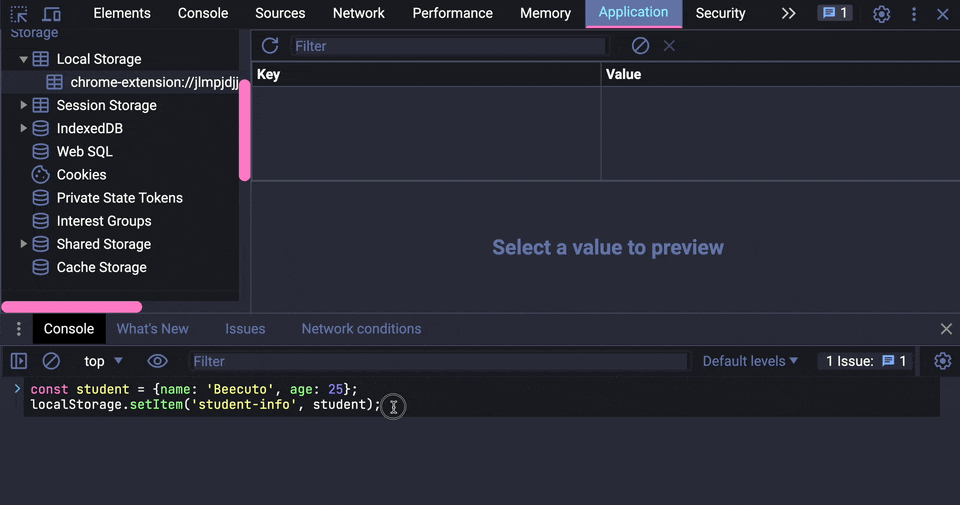 Elements Console Sources Network Performance Memory Application Security 1
Storage
Filter
Local Storage
Key Value
chrome-extension://jlmpjdjj
Session Storage
IndexedDB
Web SQL
Cookies
Private State Tokens
Interest Groups
Shared Storage
Select a value to preview
Cache Storage
Console What's New Issues Network conditions
top Filter Default levels 1 Issue: 1
const student = {name: 'Beecuto', age: 25};
localStorage.setItem('student-info', student);